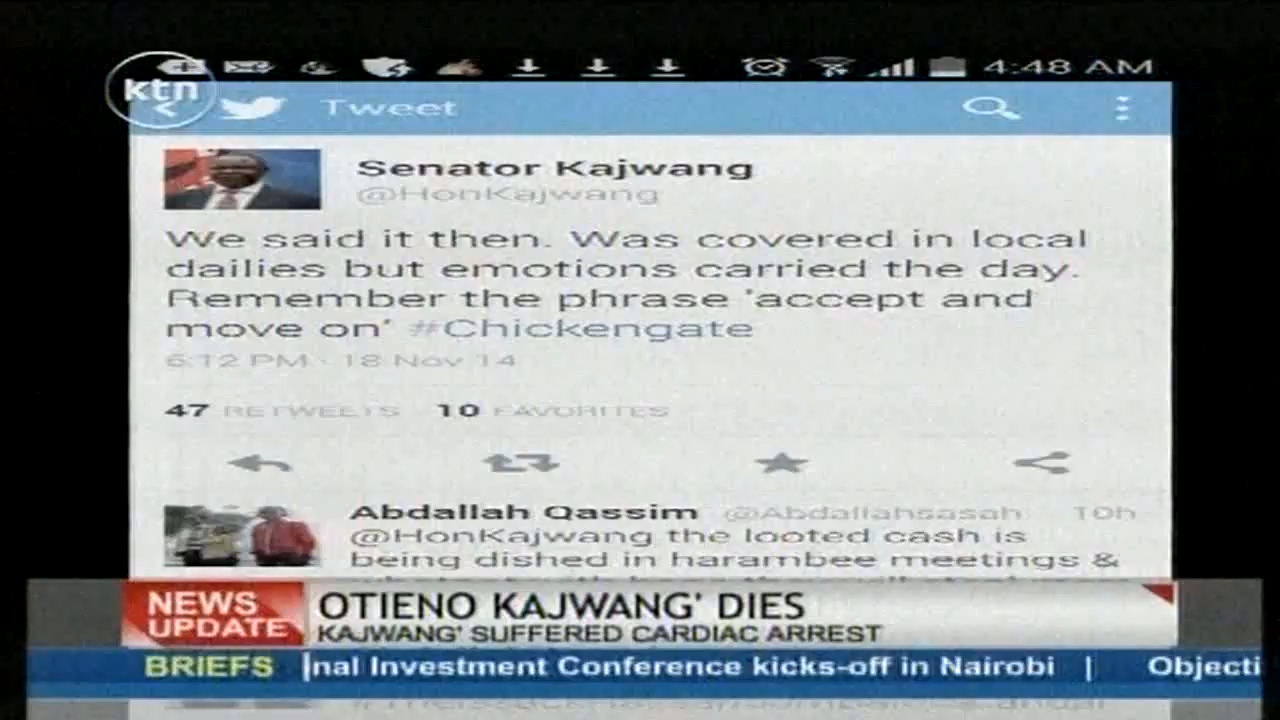 4:48 AM
ktn
Tweet
Senator Kajwang
@HonKajwang
We said it then. Was covered in local
dailies but emotions carried the day.
Remember the phrase 'accept and
move on' #Chickengate
6:12 PM · 18 Nov 14
47 RETWEETS 10 FAVORITES
Abdallah Qassim @Abdallahsasah 10h
@HonKajwang the looted cash is
being dished in harambee meetings &
NEWS UPDATE
OTIENO KAJWANG' DIES
KAJWANG' SUFFERED CARDIAC ARREST
BRIEFS nal Investment Conference kicks-off in Nairobi | Objecti